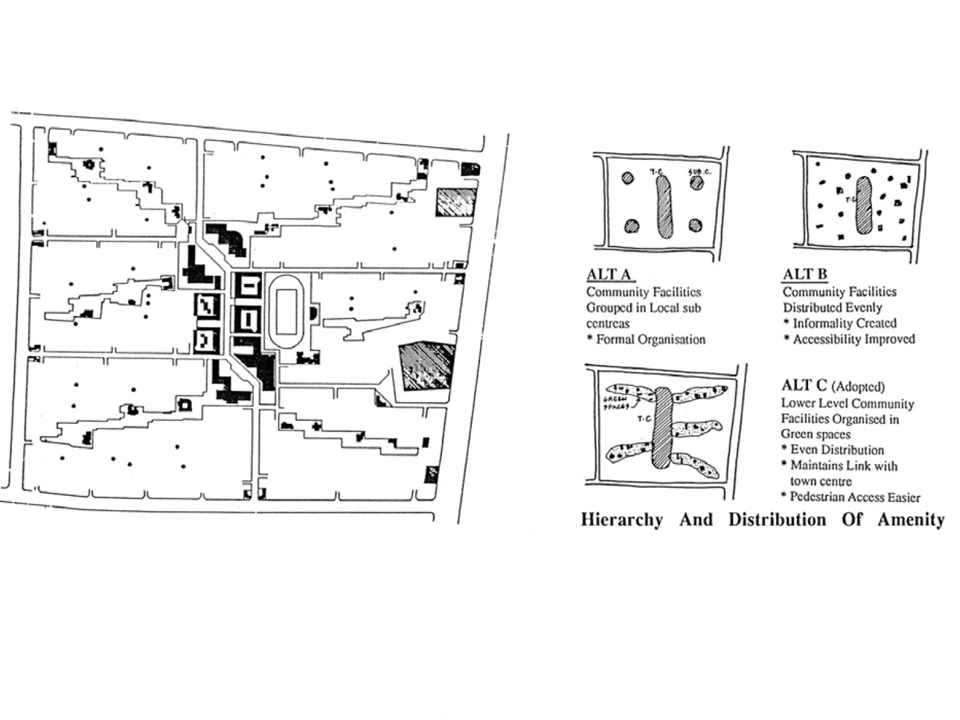 T-C
SUB.C.
ALT A
Community Facilities
Grouped in Local sub
centreas
* Formal Organisation
T-C
ALT B
Community Facilities
Distributed Evenly
* Informality Created
* Accessibility Improved
GREEN
SPACES
T-C
ALT C (Adopted)
Lower Level Community
Facilities Organised in
Green spaces
* Even Distribution
* Maintains Link with
town centre
* Pedestrian Access Easier
Hierarchy And Distribution Of Amenity